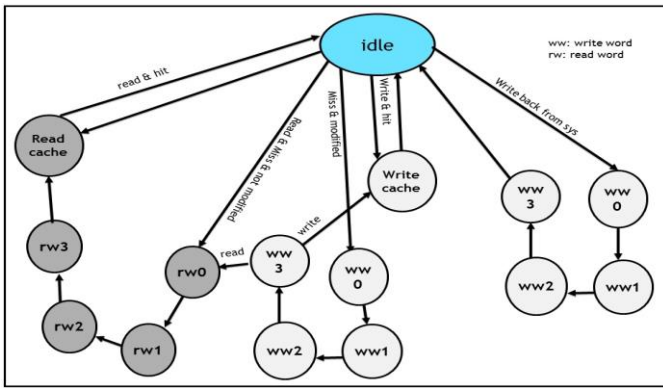 idle
ww: write word
rw: read word
read & hit
Read & Miss & not modified
Miss & modified
Write & hit
Write back from sys
Read
cache
Write
cache
ww
3
ww
0
rw3
write
read
rw0
ww
3
ww
0
ww2
ww1
rw2
rw1
ww2
ww1